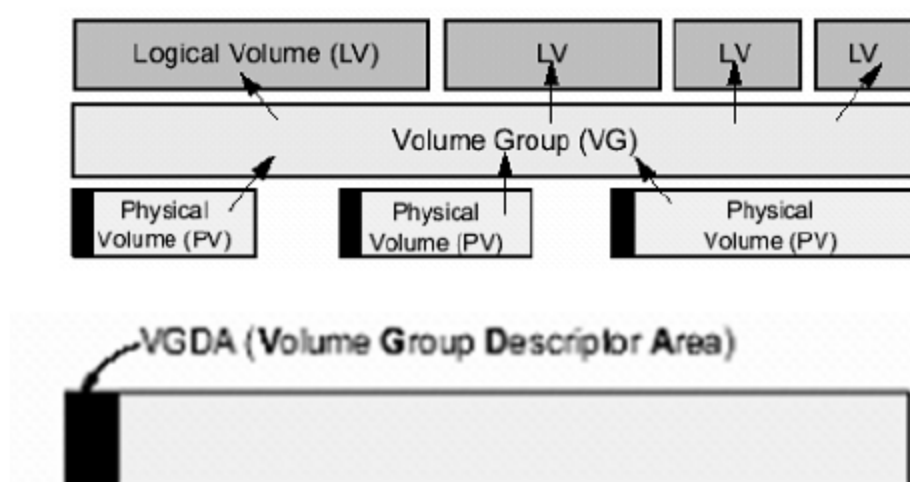 Logical Volume (LV) LV LV LV
Volume Group (VG)
Physical Volume (PV)
Physical Volume (PV)
Physical Volume (PV)
VGDA (Volume Group Descriptor Area)